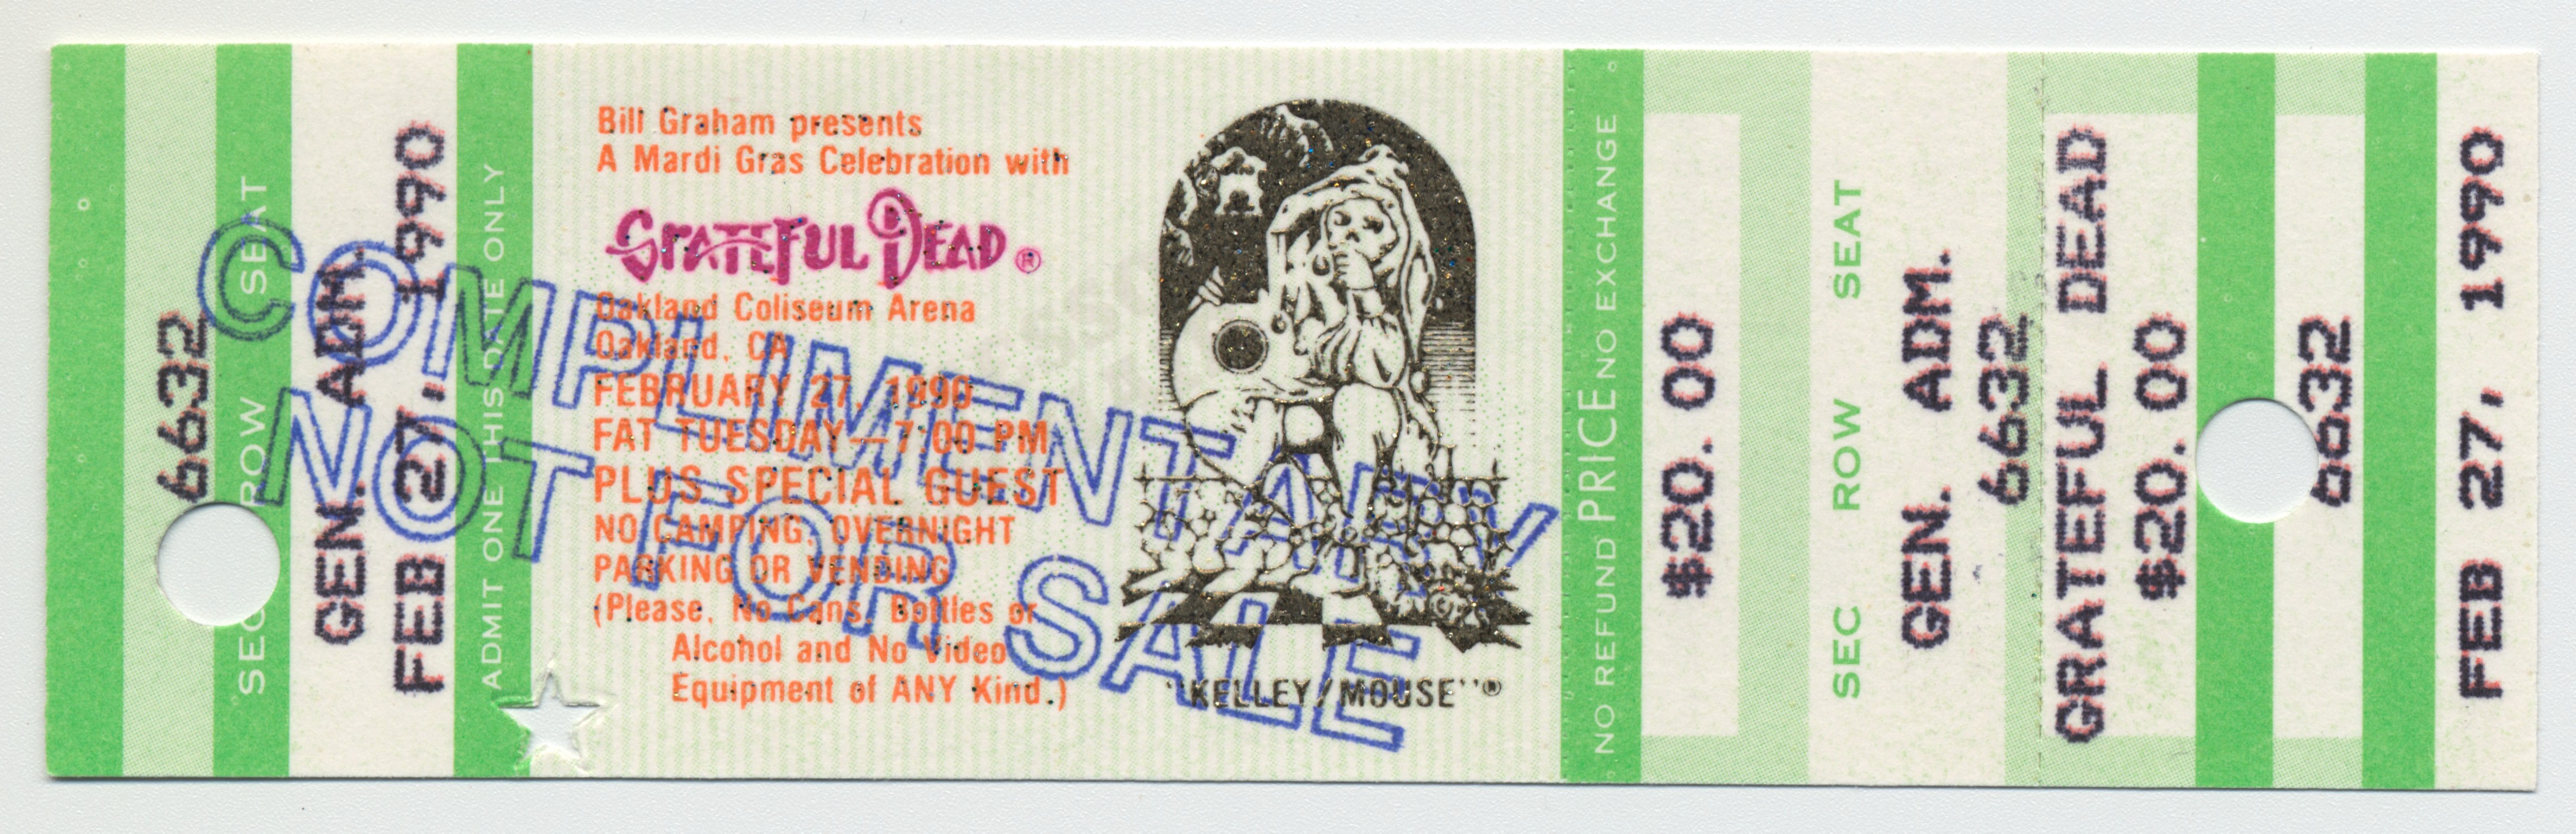 6632
SEC ROW SEAT
GEN. ADM.
FEB 27, 1990
ADMIT ONE THIS DATE ONLY
Bill Graham presents
A Mardi Gras Celebration with
GRATEFUL DEAD ®
Oakland Coliseum Arena
Oakland, CA
FEBRUARY 27, 1990
FAT TUESDAY—7:00 PM
PLUS SPECIAL GUEST
NO CAMPING, OVERNIGHT
PARKING OR VENDING
(Please, No Cans, Bottles or
Alcohol and No Video
Equipment of ANY Kind.)
"KELLEY/MOUSE"®
COMPLIMENTARY
NOT FOR SALE
NO REFUND PRICE NO EXCHANGE
$20.00
SEC ROW SEAT
GEN. ADM.
6632
GRATEFUL DEAD
$20.00
6632
FEB 27, 1990